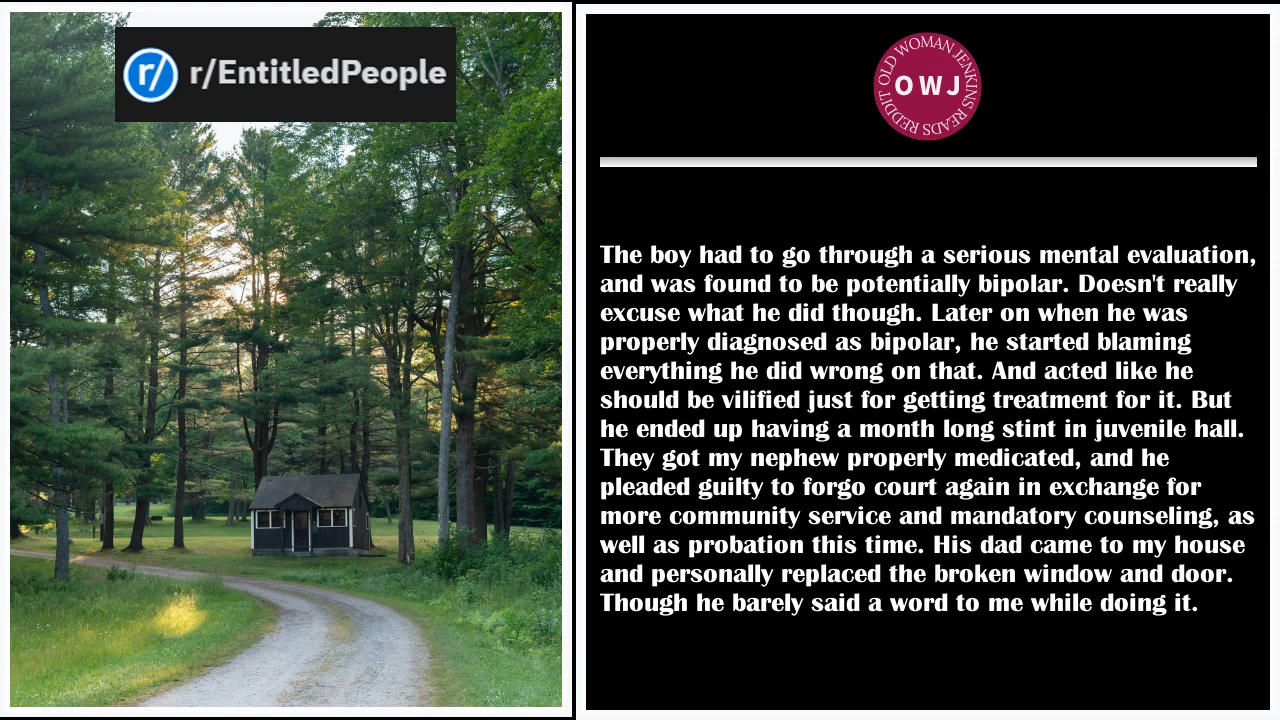 r/ r/EntitledPeople
OLD WOMAN JENKINS READS REDDIT
OWJ
The boy had to go through a serious mental evaluation,
and was found to be potentially bipolar. Doesn't really
excuse what he did though. Later on when he was
properly diagnosed as bipolar, he started blaming
everything he did wrong on that. And acted like he
should be vilified just for getting treatment for it. But
he ended up having a month long stint in juvenile hall.
They got my nephew properly medicated, and he
pleaded guilty to forgo court again in exchange for
more community service and mandatory counseling, as
well as probation this time. His dad came to my house
and personally replaced the broken window and door.
Though he barely said a word to me while doing it.